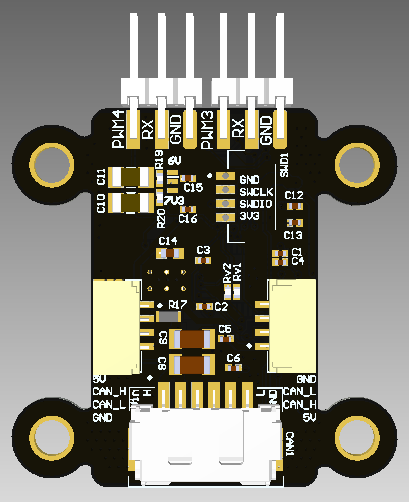 PWM4
RX
GND
PWM3
RX
GND
R19
6V
SWD1
C11
C15
GND
SWCLK
SWDIO
3V3
C10
7V3
R20
C16
C12
C13
C14
C3
C1
C4
RV2
RV1
R17
C2
C9
C5
C8
C6
5V
CAN_H
CAN_L
GND
GND
CAN_L
CAN_H
5V
H
L
GND
CAN1